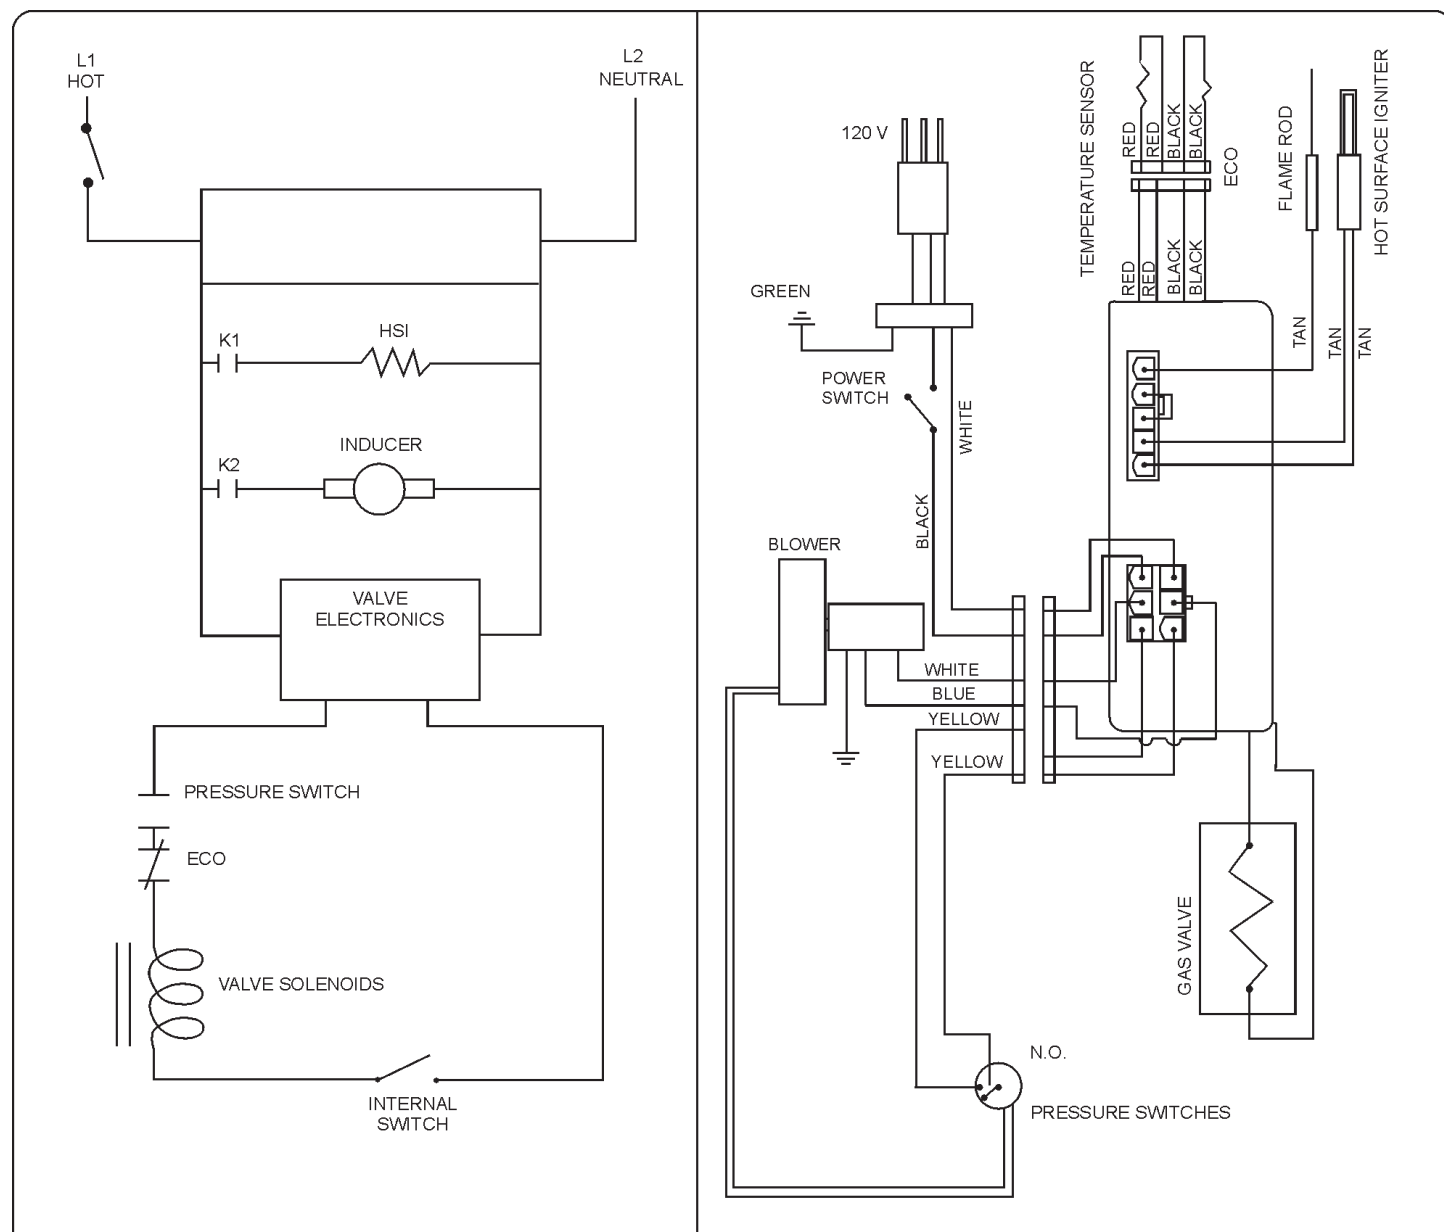 L1
HOT
L2
NEUTRAL
K1
HSI
K2
INDUCER
VALVE
ELECTRONICS
PRESSURE SWITCH
ECO
VALVE SOLENOIDS
INTERNAL
SWITCH
120 V
GREEN
POWER
SWITCH
WHITE
BLACK
BLOWER
WHITE
BLUE
YELLOW
YELLOW
TEMPERATURE SENSOR
RED
RED
BLACK
BLACK
ECO
RED
RED
BLACK
BLACK
FLAME ROD
HOT SURFACE IGNITER
TAN
TAN
TAN
GAS VALVE
N.O.
PRESSURE SWITCHES